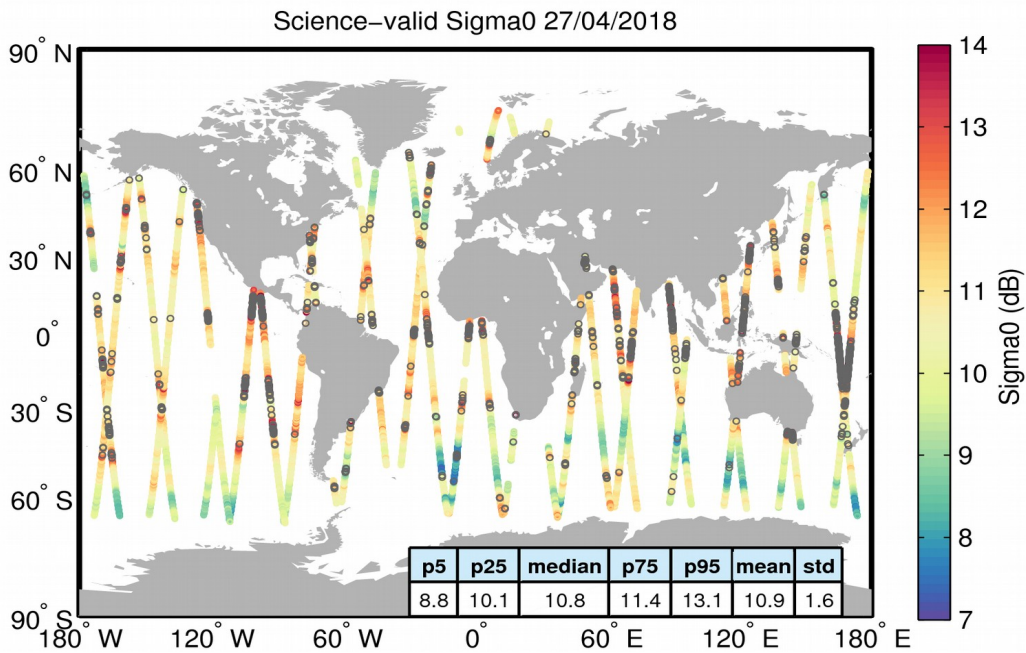 Science−valid Sigma0 27/04/2018
90° N
60° N
30° N
0°
30° S
60° S
90° S
180° W
120° W
60° W
0°
60° E
120° E
180° E
p5 p25 median p75 p95 mean std
8.8 10.1 10.8 11.4 13.1 10.9 1.6
14
13
12
11
10
9
8
7
Sigma0 (dB)